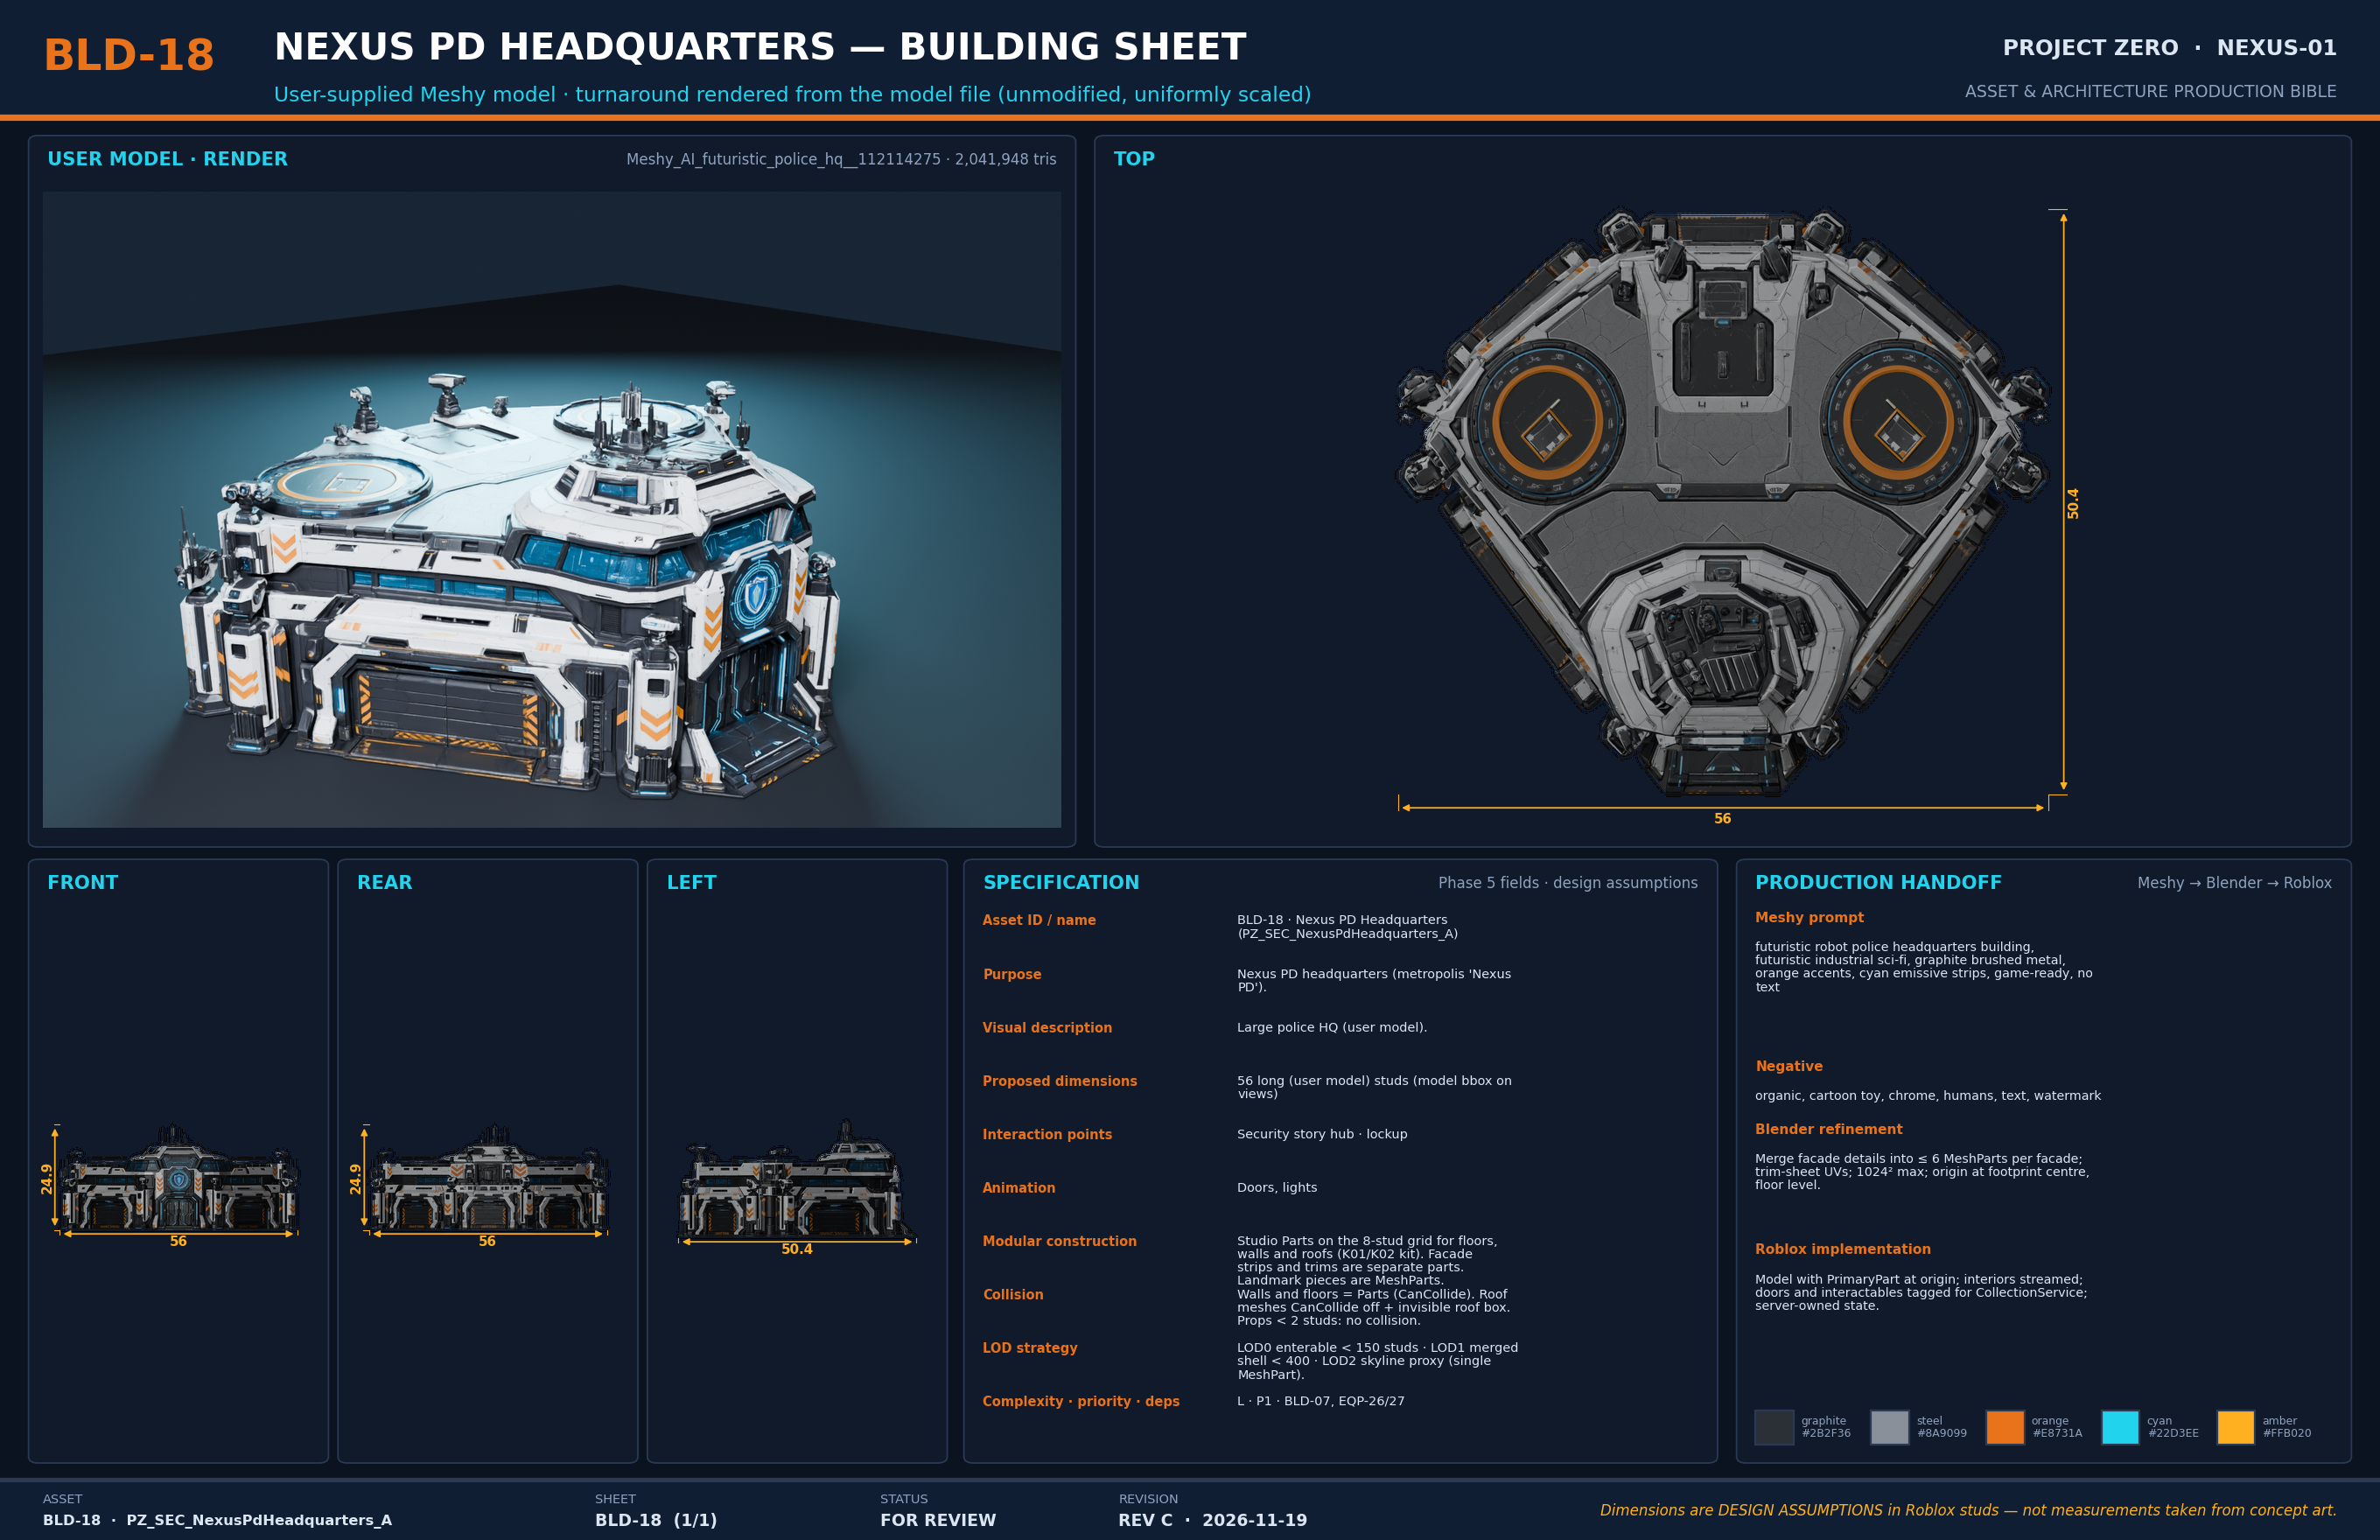 BLD-18
NEXUS PD HEADQUARTERS — BUILDING SHEET
User-supplied Meshy model · turnaround rendered from the model file (unmodified, uniformly scaled)
PROJECT ZERO · NEXUS-01
ASSET & ARCHITECTURE PRODUCTION BIBLE
USER MODEL · RENDER
Meshy_AI_futuristic_police_hq__112114275 · 2,041,948 tris
TOP
50.4
56
FRONT
24.9
56
REAR
24.9
56
LEFT
50.4
SPECIFICATION
Phase 5 fields · design assumptions
Asset ID / name
BLD-18 · Nexus PD Headquarters
(PZ_SEC_NexusPdHeadquarters_A)
Purpose
Nexus PD headquarters (metropolis 'Nexus
PD').
Visual description
Large police HQ (user model).
Proposed dimensions
56 long (user model) studs (model bbox on
views)
Interaction points
Security story hub · lockup
Animation
Doors, lights
Modular construction
Studio Parts on the 8-stud grid for floors,
walls and roofs (K01/K02 kit). Facade
strips and trims are separate parts.
Landmark pieces are MeshParts.
Collision
Walls and floors = Parts (CanCollide). Roof
meshes CanCollide off + invisible roof box.
Props < 2 studs: no collision.
LOD strategy
LOD0 enterable < 150 studs · LOD1 merged
shell < 400 · LOD2 skyline proxy (single
MeshPart).
Complexity · priority · deps
L · P1 · BLD-07, EQP-26/27
PRODUCTION HANDOFF
Meshy → Blender → Roblox
Meshy prompt
futuristic robot police headquarters building,
futuristic industrial sci-fi, graphite brushed metal,
orange accents, cyan emissive strips, game-ready, no
text
Negative
organic, cartoon toy, chrome, humans, text, watermark
Blender refinement
Merge facade details into ≤ 6 MeshParts per facade;
trim-sheet UVs; 1024² max; origin at footprint centre,
floor level.
Roblox implementation
Model with PrimaryPart at origin; interiors streamed;
doors and interactables tagged for CollectionService;
server-owned state.
graphite
#2B2F36
steel
#8A9099
orange
#E8731A
cyan
#22D3EE
amber
#FFB020
ASSET
BLD-18 · PZ_SEC_NexusPdHeadquarters_A
SHEET
BLD-18 (1/1)
STATUS
FOR REVIEW
REVISION
REV C · 2026-11-19
Dimensions are DESIGN ASSUMPTIONS in Roblox studs — not measurements taken from concept art.